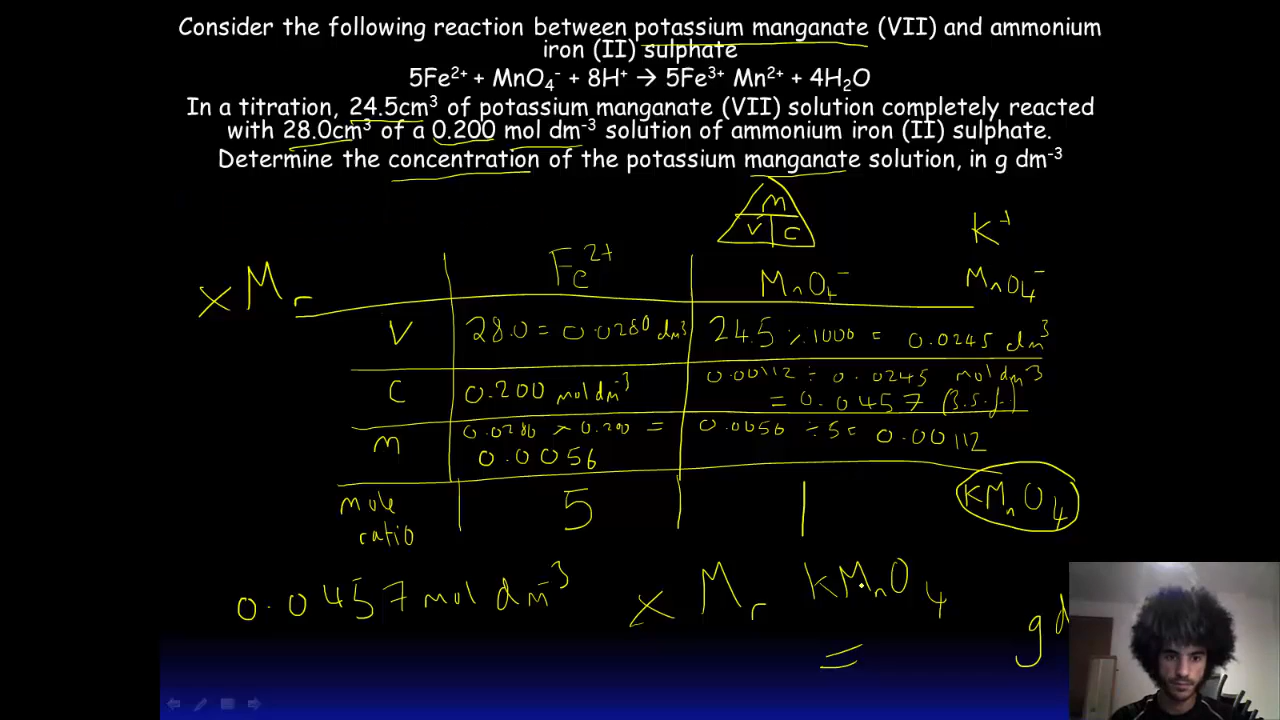 Consider the following reaction between potassium manganate (VII) and ammonium
iron (II) sulphate
5Fe²⁺ + MnO₄⁻ + 8H⁺ → 5Fe³⁺ Mn²⁺ + 4H₂O
In a titration, 24.5cm³ of potassium manganate (VII) solution completely reacted
with 28.0cm³ of a 0.200 mol dm⁻³ solution of ammonium iron (II) sulphate.
Determine the concentration of the potassium manganate solution, in g dm⁻³
M
V C
K⁺
× Mr
Fe²⁺ MnO₄⁻ MnO₄⁻
V 28.0 = 0.0280 dm³ 24.5 ÷ 1000 = 0.0245 dm³
C 0.200 mol dm⁻³ 0.00112 ÷ 0.0245 mol dm⁻³
= 0.0457 (3.s.f.)
m 0.0280 × 0.200 = 0.0056 ÷ 5 = 0.00112
0.0056
mole ratio 5 1 KMnO₄
0.0457 mol dm⁻³ × Mr KMnO₄
= g d